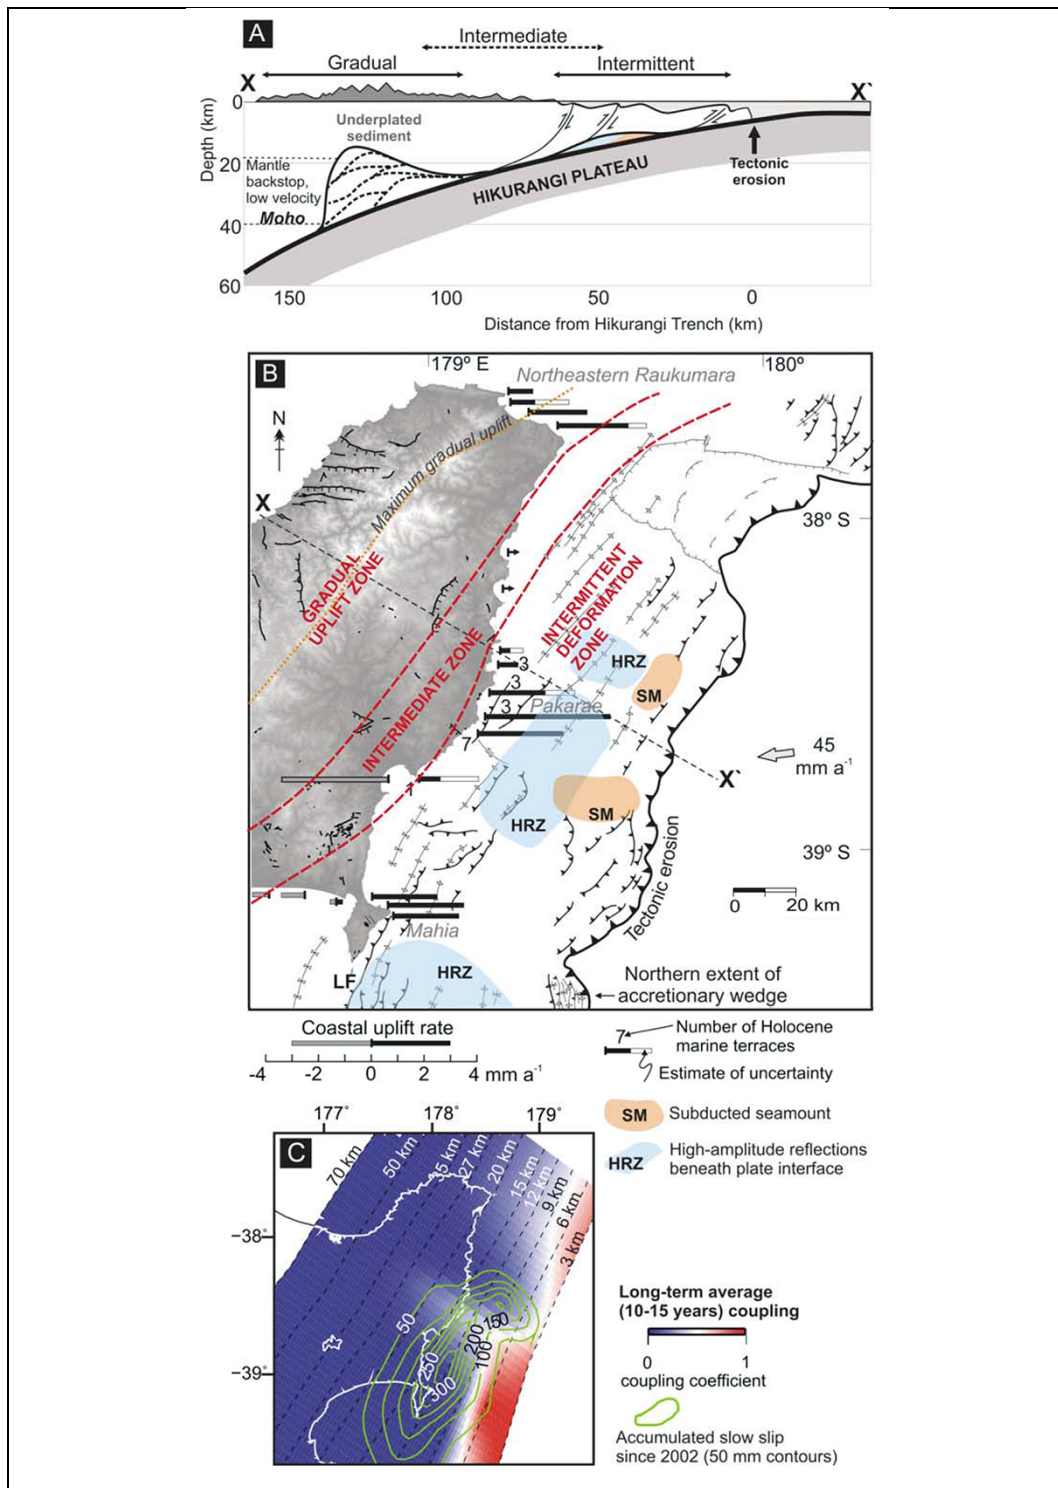 A
Intermediate
Gradual
Intermittent
X
X`
0
20
40
60
Depth (km)
Underplated
sediment
Mantle
backstop,
low velocity
Moho
HIKURANGI PLATEAU
Tectonic
erosion
150
100
50
0
Distance from Hikurangi Trench (km)
B
179º E
180º
Northeastern Raukumara
N
Maximum gradual uplift
X
38º S
GRADUAL
UPLIFT ZONE
INTERMEDIATE ZONE
INTERMITTENT
DEFORMATION
ZONE
HRZ
SM
3
3
3
Pakarae
7
45
mm a-1
X`
HRZ
SM
39º S
Tectonic erosion
0
20 km
Mahia
LF
HRZ
Northern extent of
accretionary wedge
Coastal uplift rate
-4
-2
0
2
4
mm a-1
7
Number of Holocene
marine terraces
Estimate of uncertainty
SM
Subducted seamount
HRZ
High-amplitude reflections
beneath plate interface
177˚
178˚
179˚
C
70 km
50 km
35 km
27 km
20 km
15 km
12 km
9 km
6 km
3 km
−38˚
−39˚
50
150
200
100
250
300
Long-term average
(10-15 years) coupling
0
1
coupling coefficient
Accumulated slow slip
since 2002 (50 mm contours)